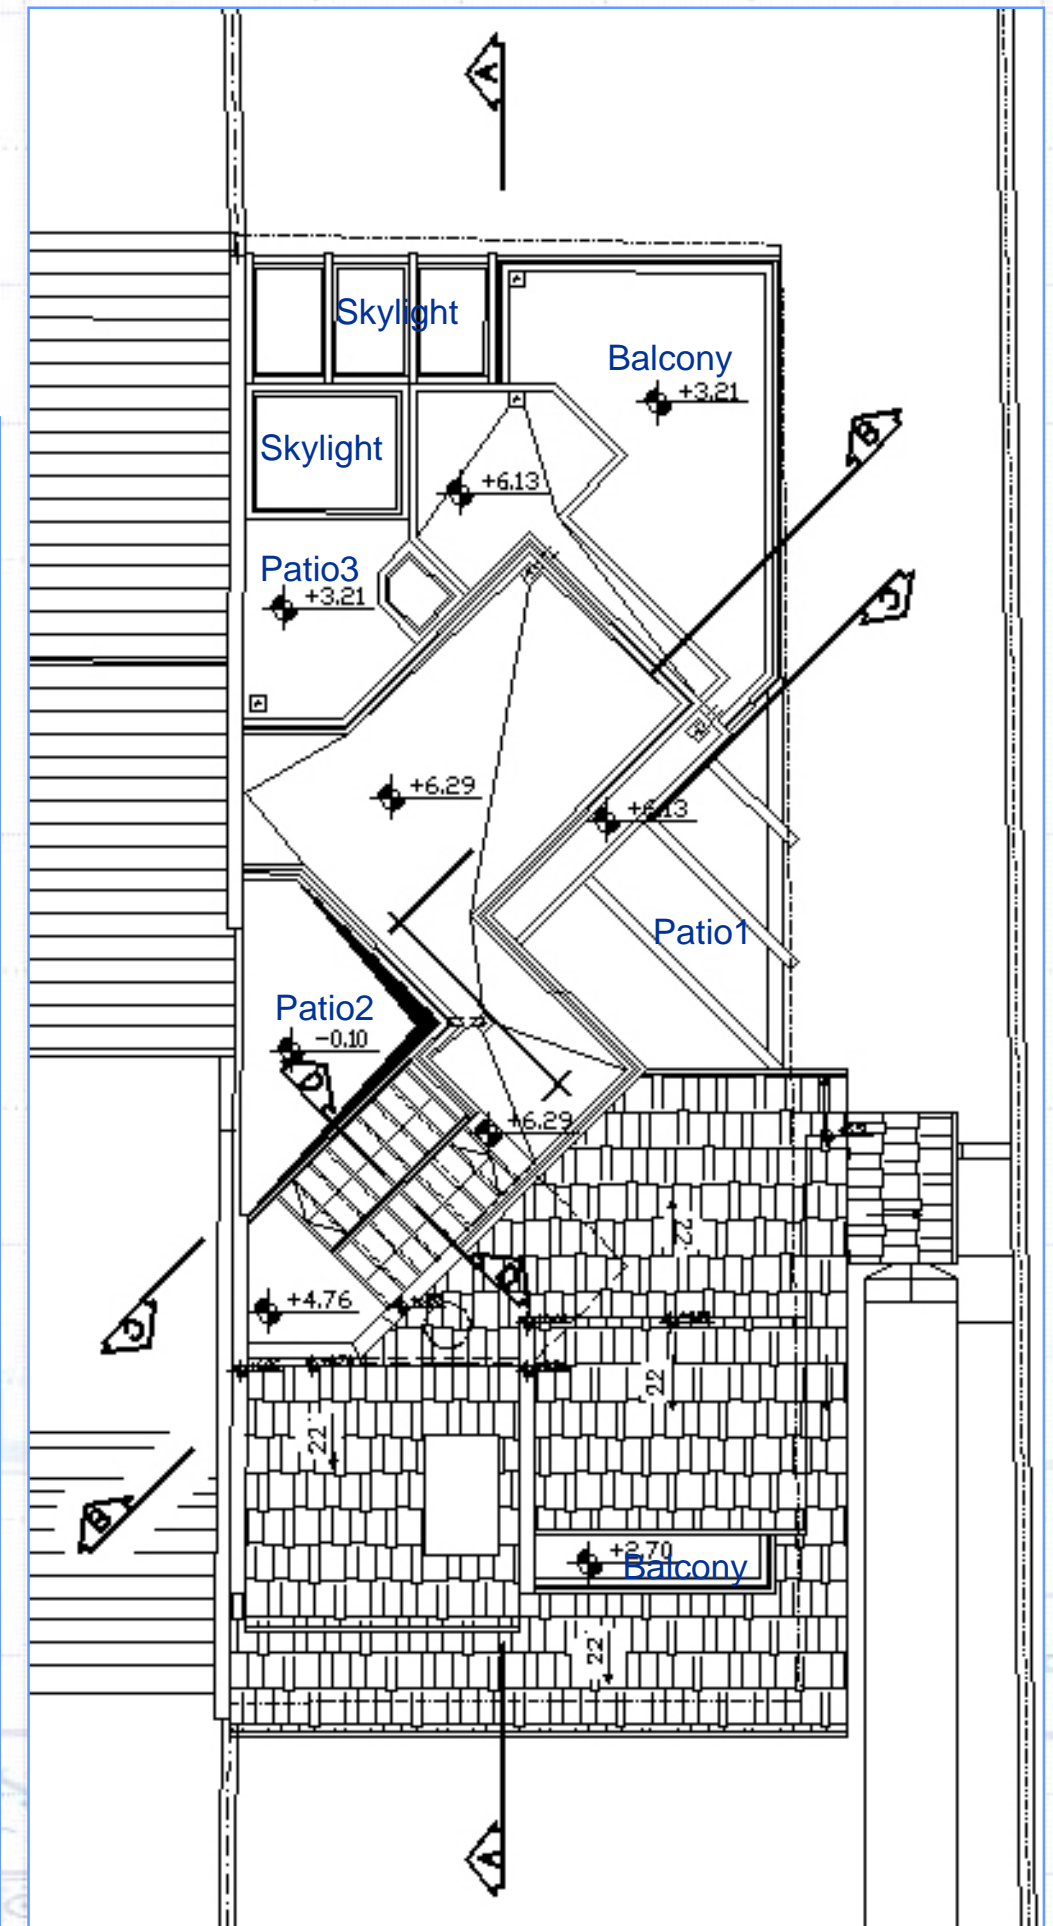 A
Skylight
Balcony
+3.21
B
Skylight
+6.13
Patio3
+3.21
C
+6.29
+6.13
Patio1
Patio2
-0.10
D
+6.29
22
D
+4.76
C
22
22
B
+2.70
Balcony
22
A